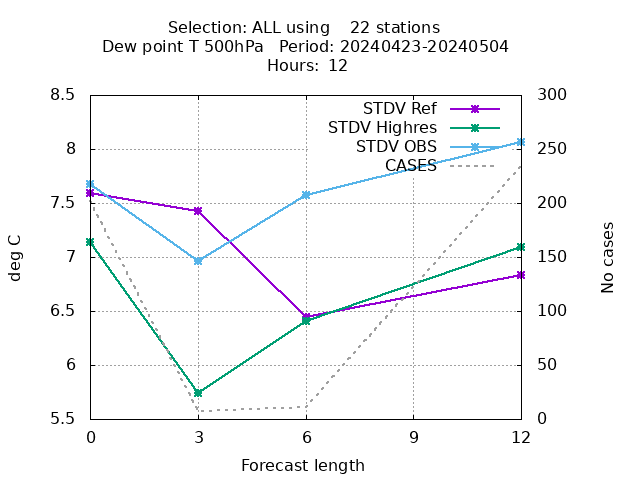 Selection: ALL using    22 stations
Dew point T 500hPa   Period: 20240423-20240504
Hours:  12
STDV Ref
STDV Highres
STDV OBS
CASES
8.5
8
7.5
7
6.5
6
5.5
deg C
300
250
200
150
100
50
0
No cases
0 3 6 9 12
Forecast length